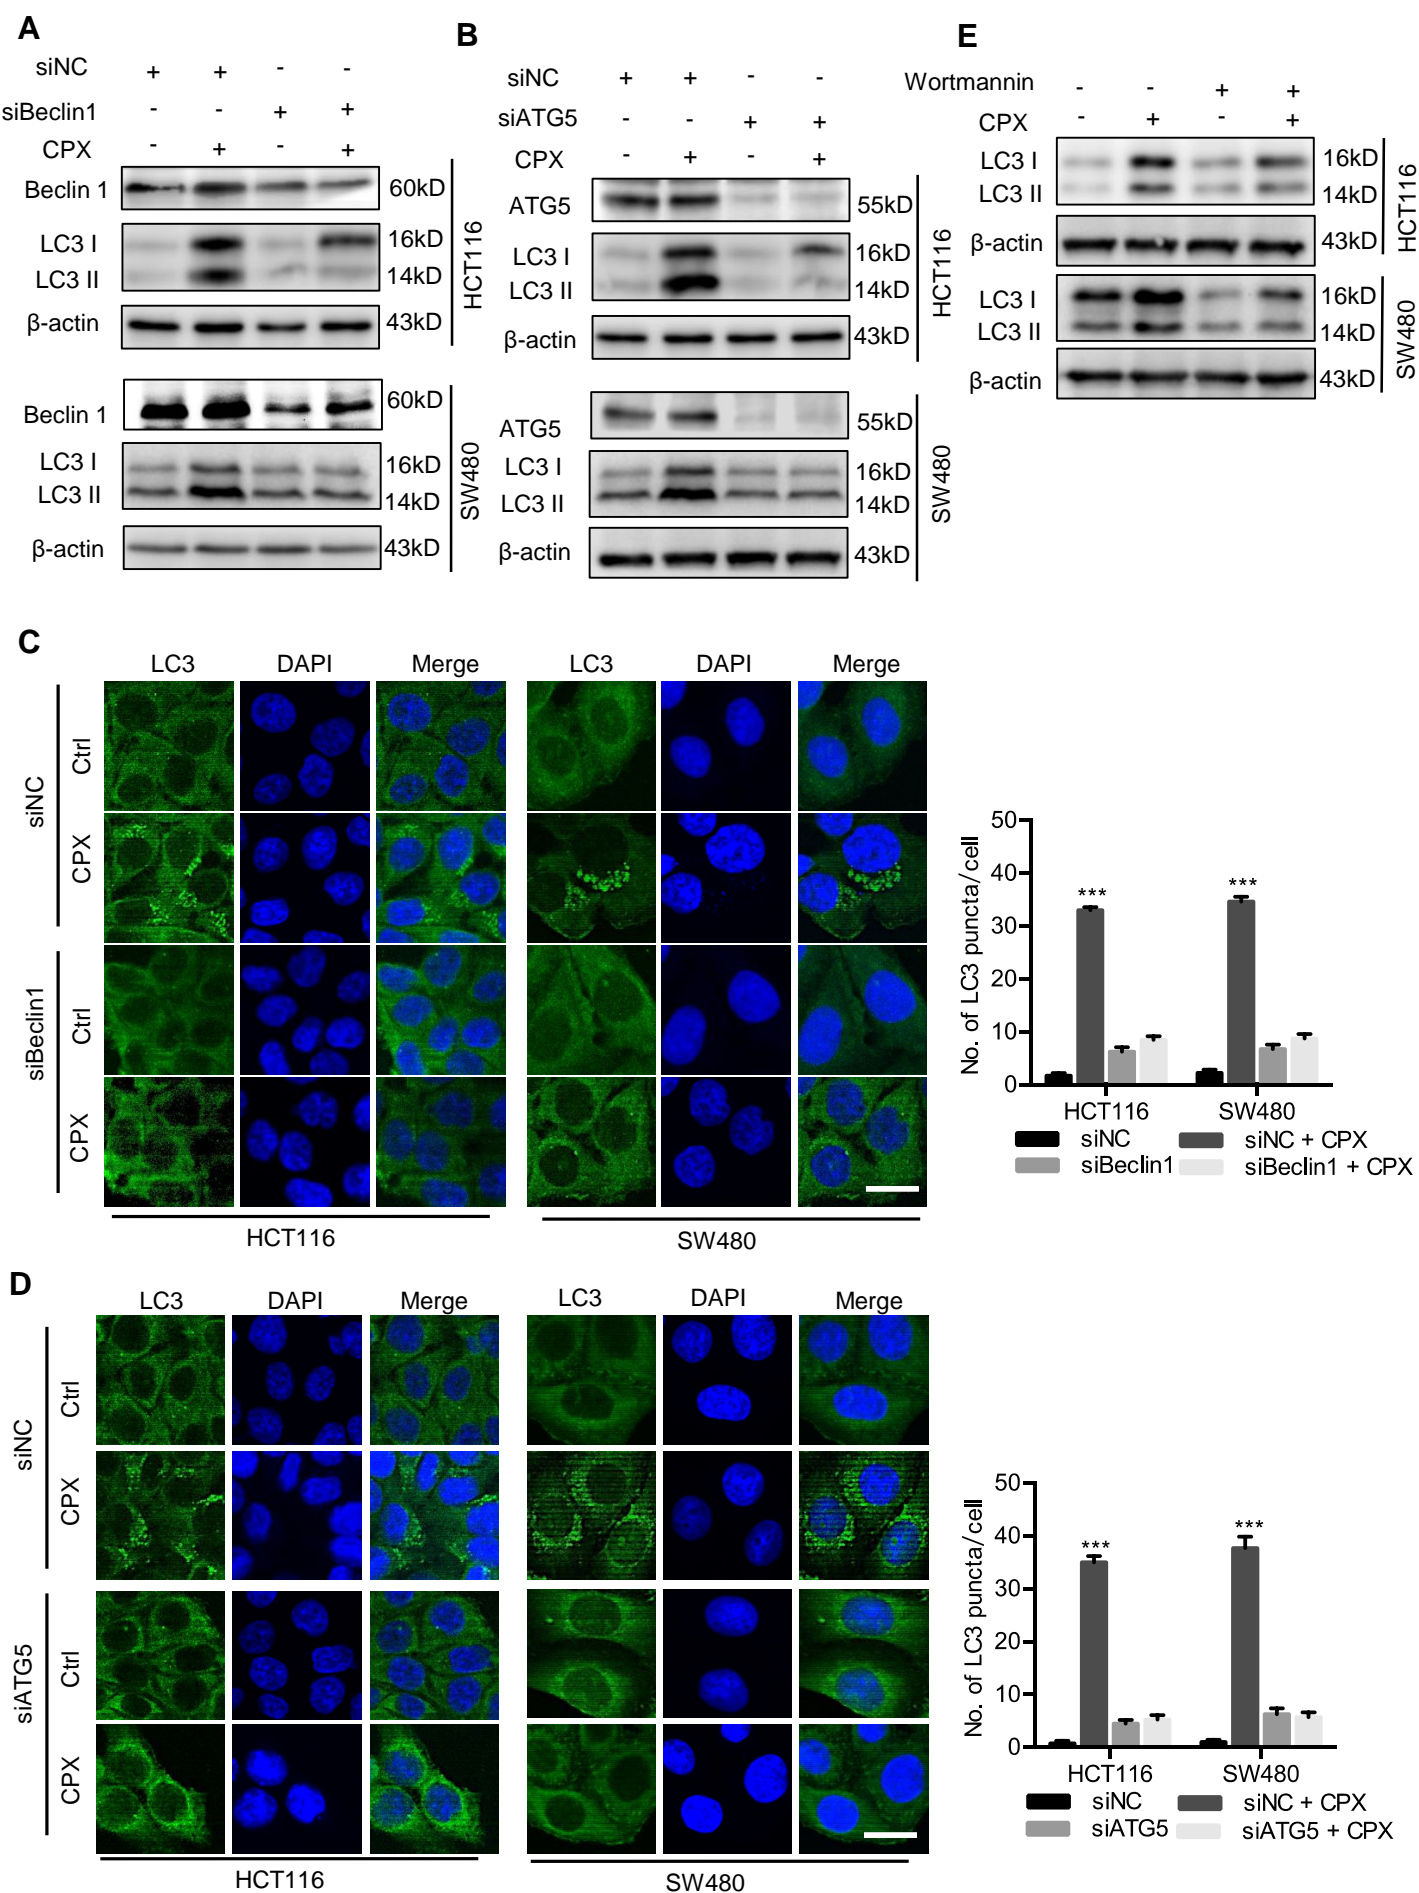 A
siNC + + - -
siBeclin1 - - + +
CPX - + - +
Beclin 1 60kD
LC3 I 16kD
LC3 II 14kD
β-actin 43kD
HCT116
Beclin 1 60kD
LC3 I 16kD
LC3 II 14kD
β-actin 43kD
SW480
B
siNC + + - -
siATG5 - - + +
CPX - + - +
ATG5 55kD
LC3 I 16kD
LC3 II 14kD
β-actin 43kD
HCT116
ATG5 55kD
LC3 I 16kD
LC3 II 14kD
β-actin 43kD
SW480
E
Wortmannin - - + +
CPX - + - +
LC3 I 16kD
LC3 II 14kD
β-actin 43kD
HCT116
LC3 I 16kD
LC3 II 14kD
β-actin 43kD
SW480
C
LC3 DAPI Merge LC3 DAPI Merge
siNC
Ctrl
CPX
siBeclin1
Ctrl
CPX
HCT116 SW480
No. of LC3 puncta/cell
50
40
30
20
10
0
*** ***
HCT116 SW480
siNC siNC + CPX
siBeclin1 siBeclin1 + CPX
D
LC3 DAPI Merge LC3 DAPI Merge
siNC
Ctrl
CPX
siATG5
Ctrl
CPX
HCT116 SW480
No. of LC3 puncta/cell
50
40
30
20
10
0
*** ***
HCT116 SW480
siNC siNC + CPX
siATG5 siATG5 + CPX